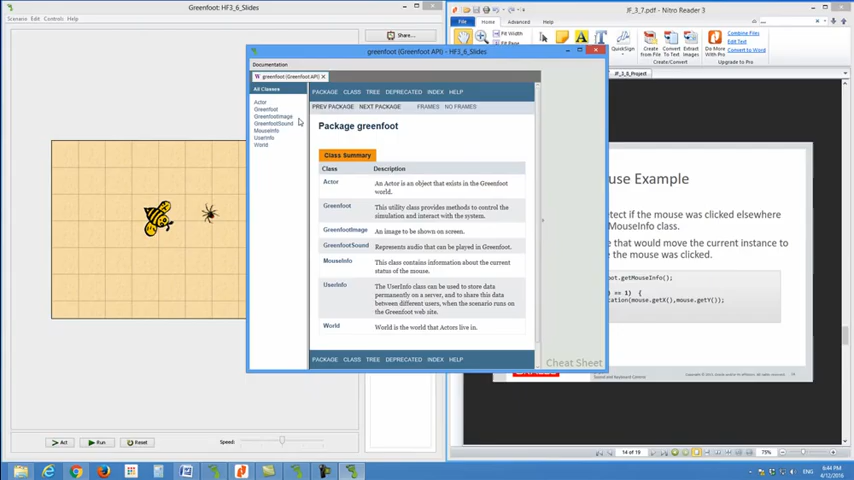 Greenfoot: HF3_6_Slides
Scenario Edit Controls Help
Share...
Act
Run
Reset
Speed:
greenfoot (Greenfoot API) - HF3_6_Slides
Documentation
greenfoot (Greenfoot API)
All Classes
Actor
Greenfoot
GreenfootImage
GreenfootSound
MouseInfo
UserInfo
World
PACKAGE CLASS TREE DEPRECATED INDEX HELP
PREV PACKAGE NEXT PACKAGE FRAMES NO FRAMES
Package greenfoot
Class Summary
Class Description
Actor An Actor is an object that exists in the Greenfoot
world.
Greenfoot This utility class provides methods to control the
simulation and interact with the system.
GreenfootImage An image to be shown on screen.
GreenfootSound Represents audio that can be played in Greenfoot.
MouseInfo This class contains information about the current
status of the mouse.
UserInfo The UserInfo class can be used to store data
permanently on a server, and to share this data
between different users, when the scenario runs on
the Greenfoot web site.
World World is the world that Actors live in.
PACKAGE CLASS TREE DEPRECATED INDEX HELP
Cheat Sheet
JF_3_7.pdf - Nitro Reader 3
File Home Advanced
Fit Width
QuickSign
Create From File
Convert To Images
Extract
Do More With Pro
Combine Files
Edit Text
Convert to Word
Create/Convert
Upgrade to Pro
JF_3_6_Project
use Example
etect if the mouse was clicked elsewhere
MouseInfo class.
e that would move the current instance to
e the mouse was clicked.
oot.getMouseInfo();
() == 1) {
cation(mouse.getX(),mouse.getY());
14 of 19
75%
ENG
6:44 PM
4/12/2016